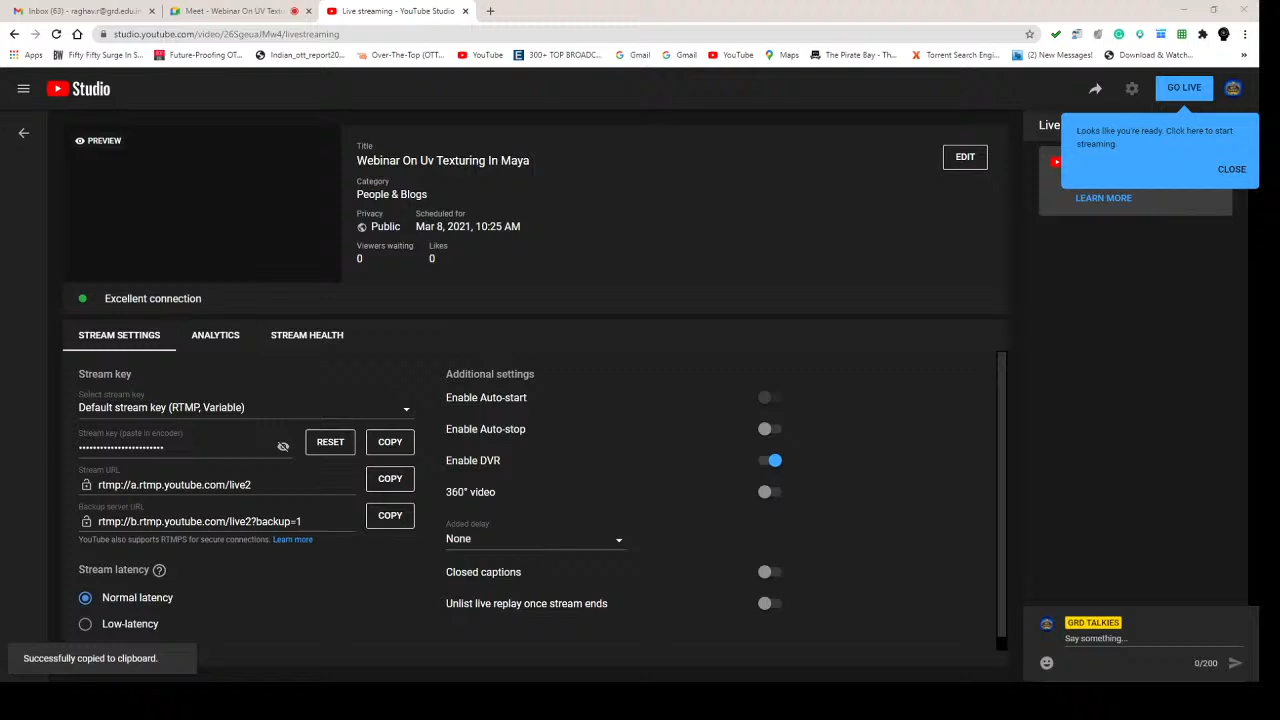 Inbox (63) - raghav.r@grd.edu.in
Meet - Webinar On UV Textur
Live streaming - YouTube Studio
studio.youtube.com/video/26SgeuaJMw4/livestreaming
Fifty Fifty Surge In S...
Future-Proofing OT...
Indian_ott_report20...
Over-The-Top (OTT...
YouTube
300+ TOP BROADC...
Gmail
Gmail
YouTube
Maps
The Pirate Bay - Th...
Torrent Search Engin...
(2) New Messages!
Download & Watch...
»
Studio
GO LIVE
PREVIEW
Title
Webinar On Uv Texturing In Maya
Category
People & Blogs
Privacy
Scheduled for
Public
Mar 8, 2021, 10:25 AM
Viewers waiting
Likes
0
0
EDIT
Live
Looks like you're ready. Click here to start
streaming.
CLOSE
LEARN MORE
Excellent connection
STREAM SETTINGS
ANALYTICS
STREAM HEALTH
Stream key
Select stream key
Default stream key (RTMP, Variable)
Stream key (paste in encoder)
••••••••••••••••••••••••
RESET
COPY
Stream URL
rtmp://a.rtmp.youtube.com/live2
COPY
Backup server URL
rtmp://b.rtmp.youtube.com/live2?backup=1
COPY
YouTube also supports RTMPS for secure connections. Learn more
Stream latency
Normal latency
Low-latency
Additional settings
Enable Auto-start
Enable Auto-stop
Enable DVR
360° video
Added delay
None
Closed captions
Unlist live replay once stream ends
Successfully copied to clipboard.
GRD TALKIES
Say something...
0/200